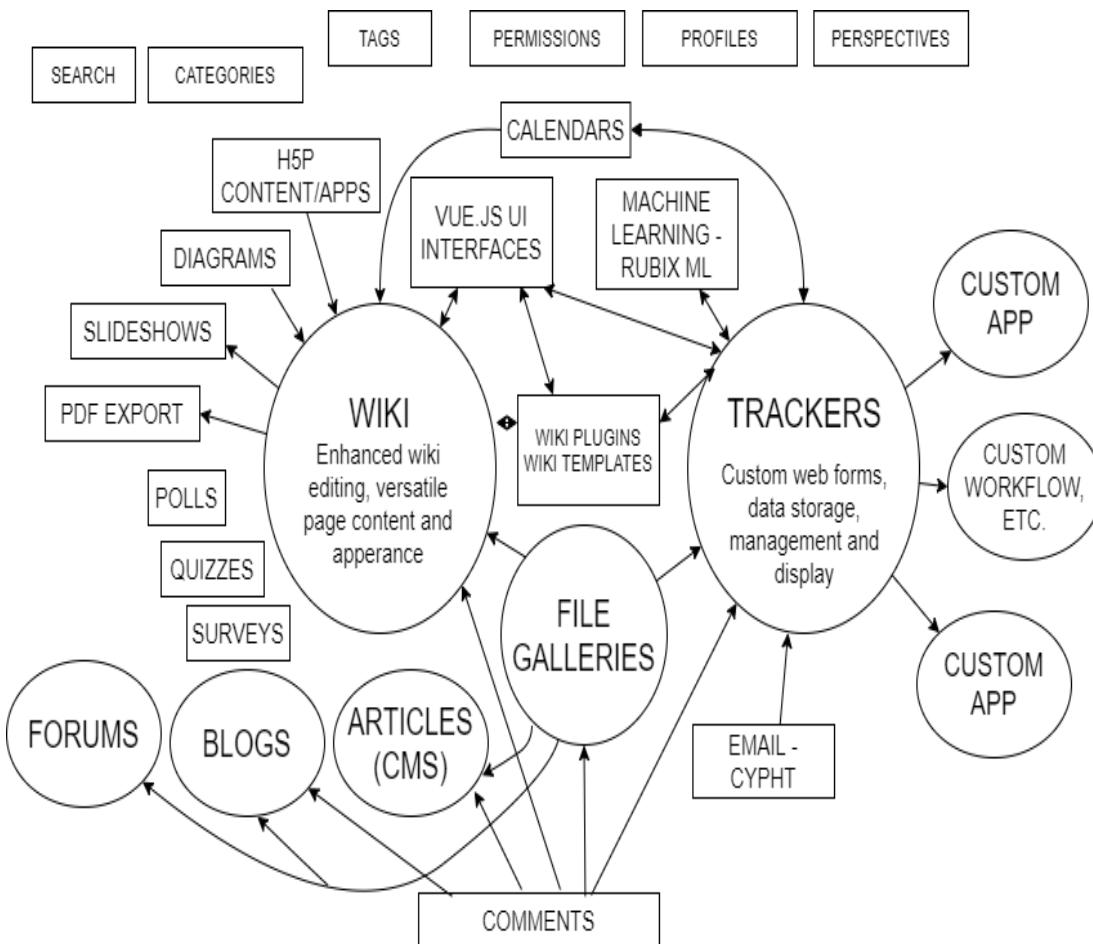 TAGS
PERMISSIONS
PROFILES
PERSPECTIVES
SEARCH
CATEGORIES
CALENDARS
H5P
CONTENT/APPS
VUE.JS UI
INTERFACES
MACHINE
LEARNING -
RUBIX ML
DIAGRAMS
SLIDESHOWS
PDF EXPORT
POLLS
QUIZZES
SURVEYS
WIKI
Enhanced wiki
editing, versatile
page content and
apperance
WIKI PLUGINS
WIKI TEMPLATES
TRACKERS
Custom web forms,
data storage,
management and
display
CUSTOM
APP
CUSTOM
WORKFLOW,
ETC.
CUSTOM
APP
FILE
GALLERIES
FORUMS
BLOGS
ARTICLES
(CMS)
EMAIL -
CYPHT
COMMENTS